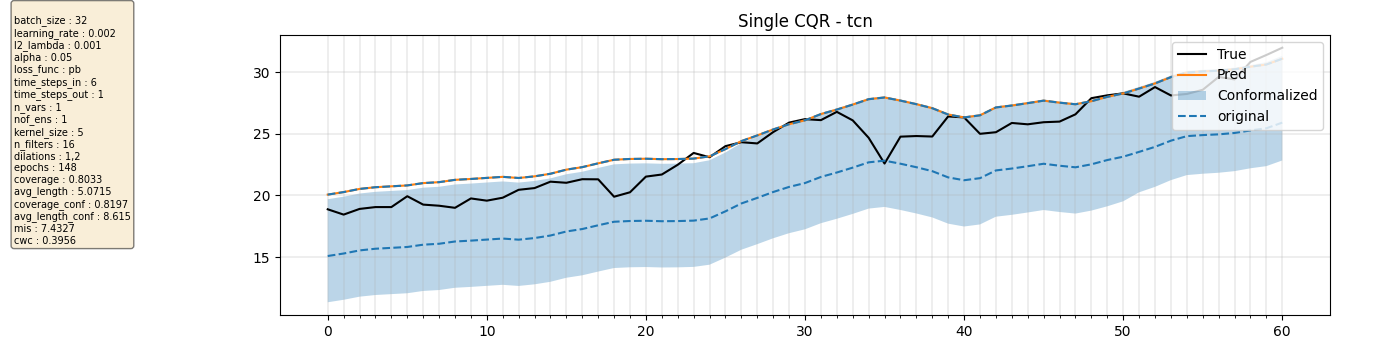 batch_size : 32
learning_rate : 0.002
l2_lambda : 0.001
alpha : 0.05
loss_func : pb
time_steps_in : 6
time_steps_out : 1
n_vars : 1
nof_ens : 1
kernel_size : 5
n_filters : 16
dilations : 1,2
epochs : 148
coverage : 0.8033
avg_length : 5.0715
coverage_conf : 0.8197
avg_length_conf : 8.615
mis : 7.4327
cwc : 0.3956
Single CQR - tcn
True
Pred
Conformalized
original
30
25
20
15
0
10
20
30
40
50
60